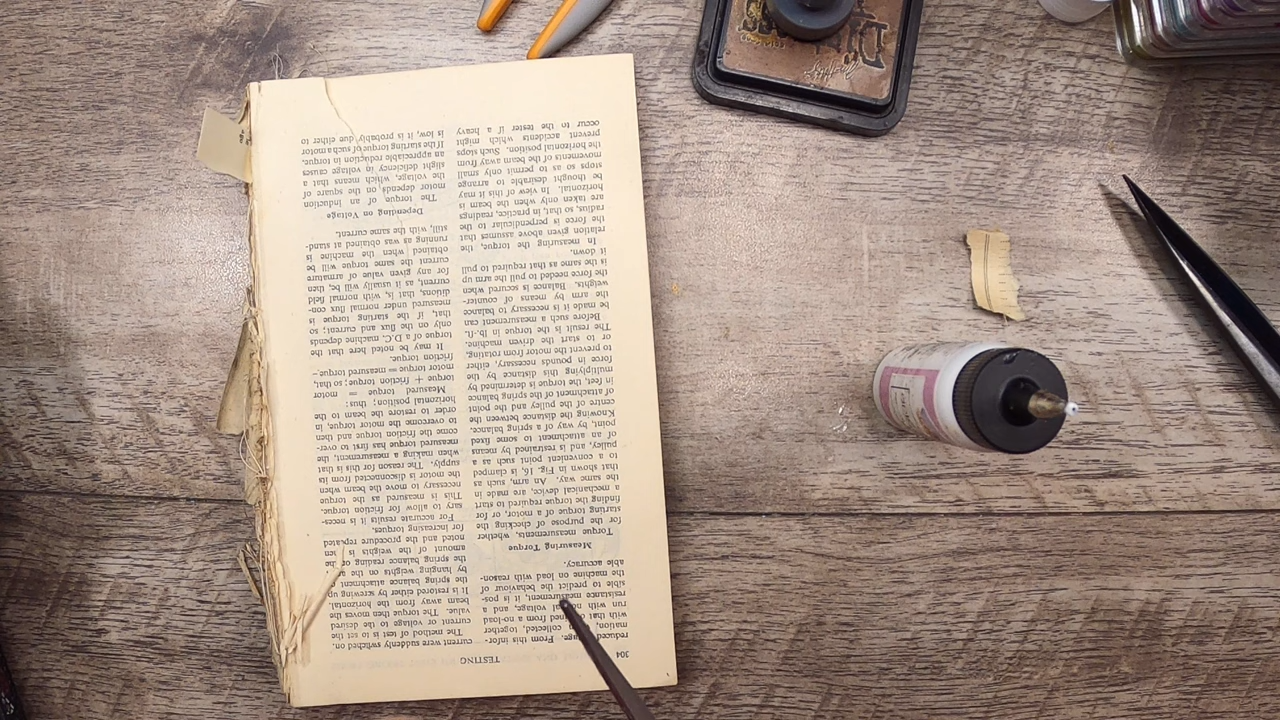 304
TESTING
reduced From this infor-
mation, collected, together
with that from a no-load
run with voltage, and a
resistance measurement, it is pos-
sible to predict the behaviour of
the machine on load with reason-
able accuracy.
Measuring Torque
Torque measurements, whether
for the purpose of checking the
starting torque of a motor, or for
finding the torque required to start
a mechanical device, are made in
the same way. An arm, such as
that shown in Fig. 16, is clamped
to a convenient point such as a
pulley, and is restrained by means
of an attachment to some fixed
point, by way of a spring balance.
Knowing the distance between the
centre of the pulley and the point
of attachment of the spring balance
in feet, the torque is determined by
multiplying this distance by the
force in pounds necessary, either
to prevent the motor from rotating,
or to start the driven machine.
The result is the torque in lb.-ft.
Before such a measurement can
be made it is necessary to balance
the arm by means of counter-
weights. Balance is secured when
the force needed to pull the arm up
is the same as that required to pull
it down.
In measuring the torque, the
relation given above assumes that
the force is perpendicular to the
radius, so that, in practice, readings
are taken only when the beam is
horizontal. In view of this it may
be thought desirable to arrange
stops so as to permit only small
movements of the beam away from
the horizontal position. Such stops
prevent accidents which might
occur to the tester if a heavy
current were suddenly switched on.
The method of test is to set the
current or voltage to the desired
value. The torque then moves the
beam away from the horizontal.
It is restored either by screwing up
the spring balance attachment
by hanging weights on the
the spring balance reading the
amount of the weights is then
noted and the procedure repeated
for increasing torques.
For accurate results it is neces-
sary to allow for friction torque.
This is measured as the torque
necessary to move the beam when
the motor is disconnected from its
supply. The reason for this is that
when making a measurement, the
measured torque has first to over-
come the friction torque and then
to overcome the motor torque, in
order to restore the beam to the
horizontal position; thus:
Measured torque = motor
torque + friction torque; so that,
motor torque = measured torque –
friction torque.
It may be noted here that the
torque of a D.C. machine depends
only on the flux and current; so
that, if the starting torque is
measured under normal flux con-
ditions, that is, with normal field
current, as it usually will be, then
for any given value of armature
current the same torque will be
obtained when the machine is
running as was obtained at stand-
still, with the same current.
Depending on Voltage
The torque of an induction
motor depends on the square of
the voltage, which means that a
slight deficiency in voltage causes
an appreciable reduction in torque.
If the starting torque of such a motor
is low, it is probably due either to